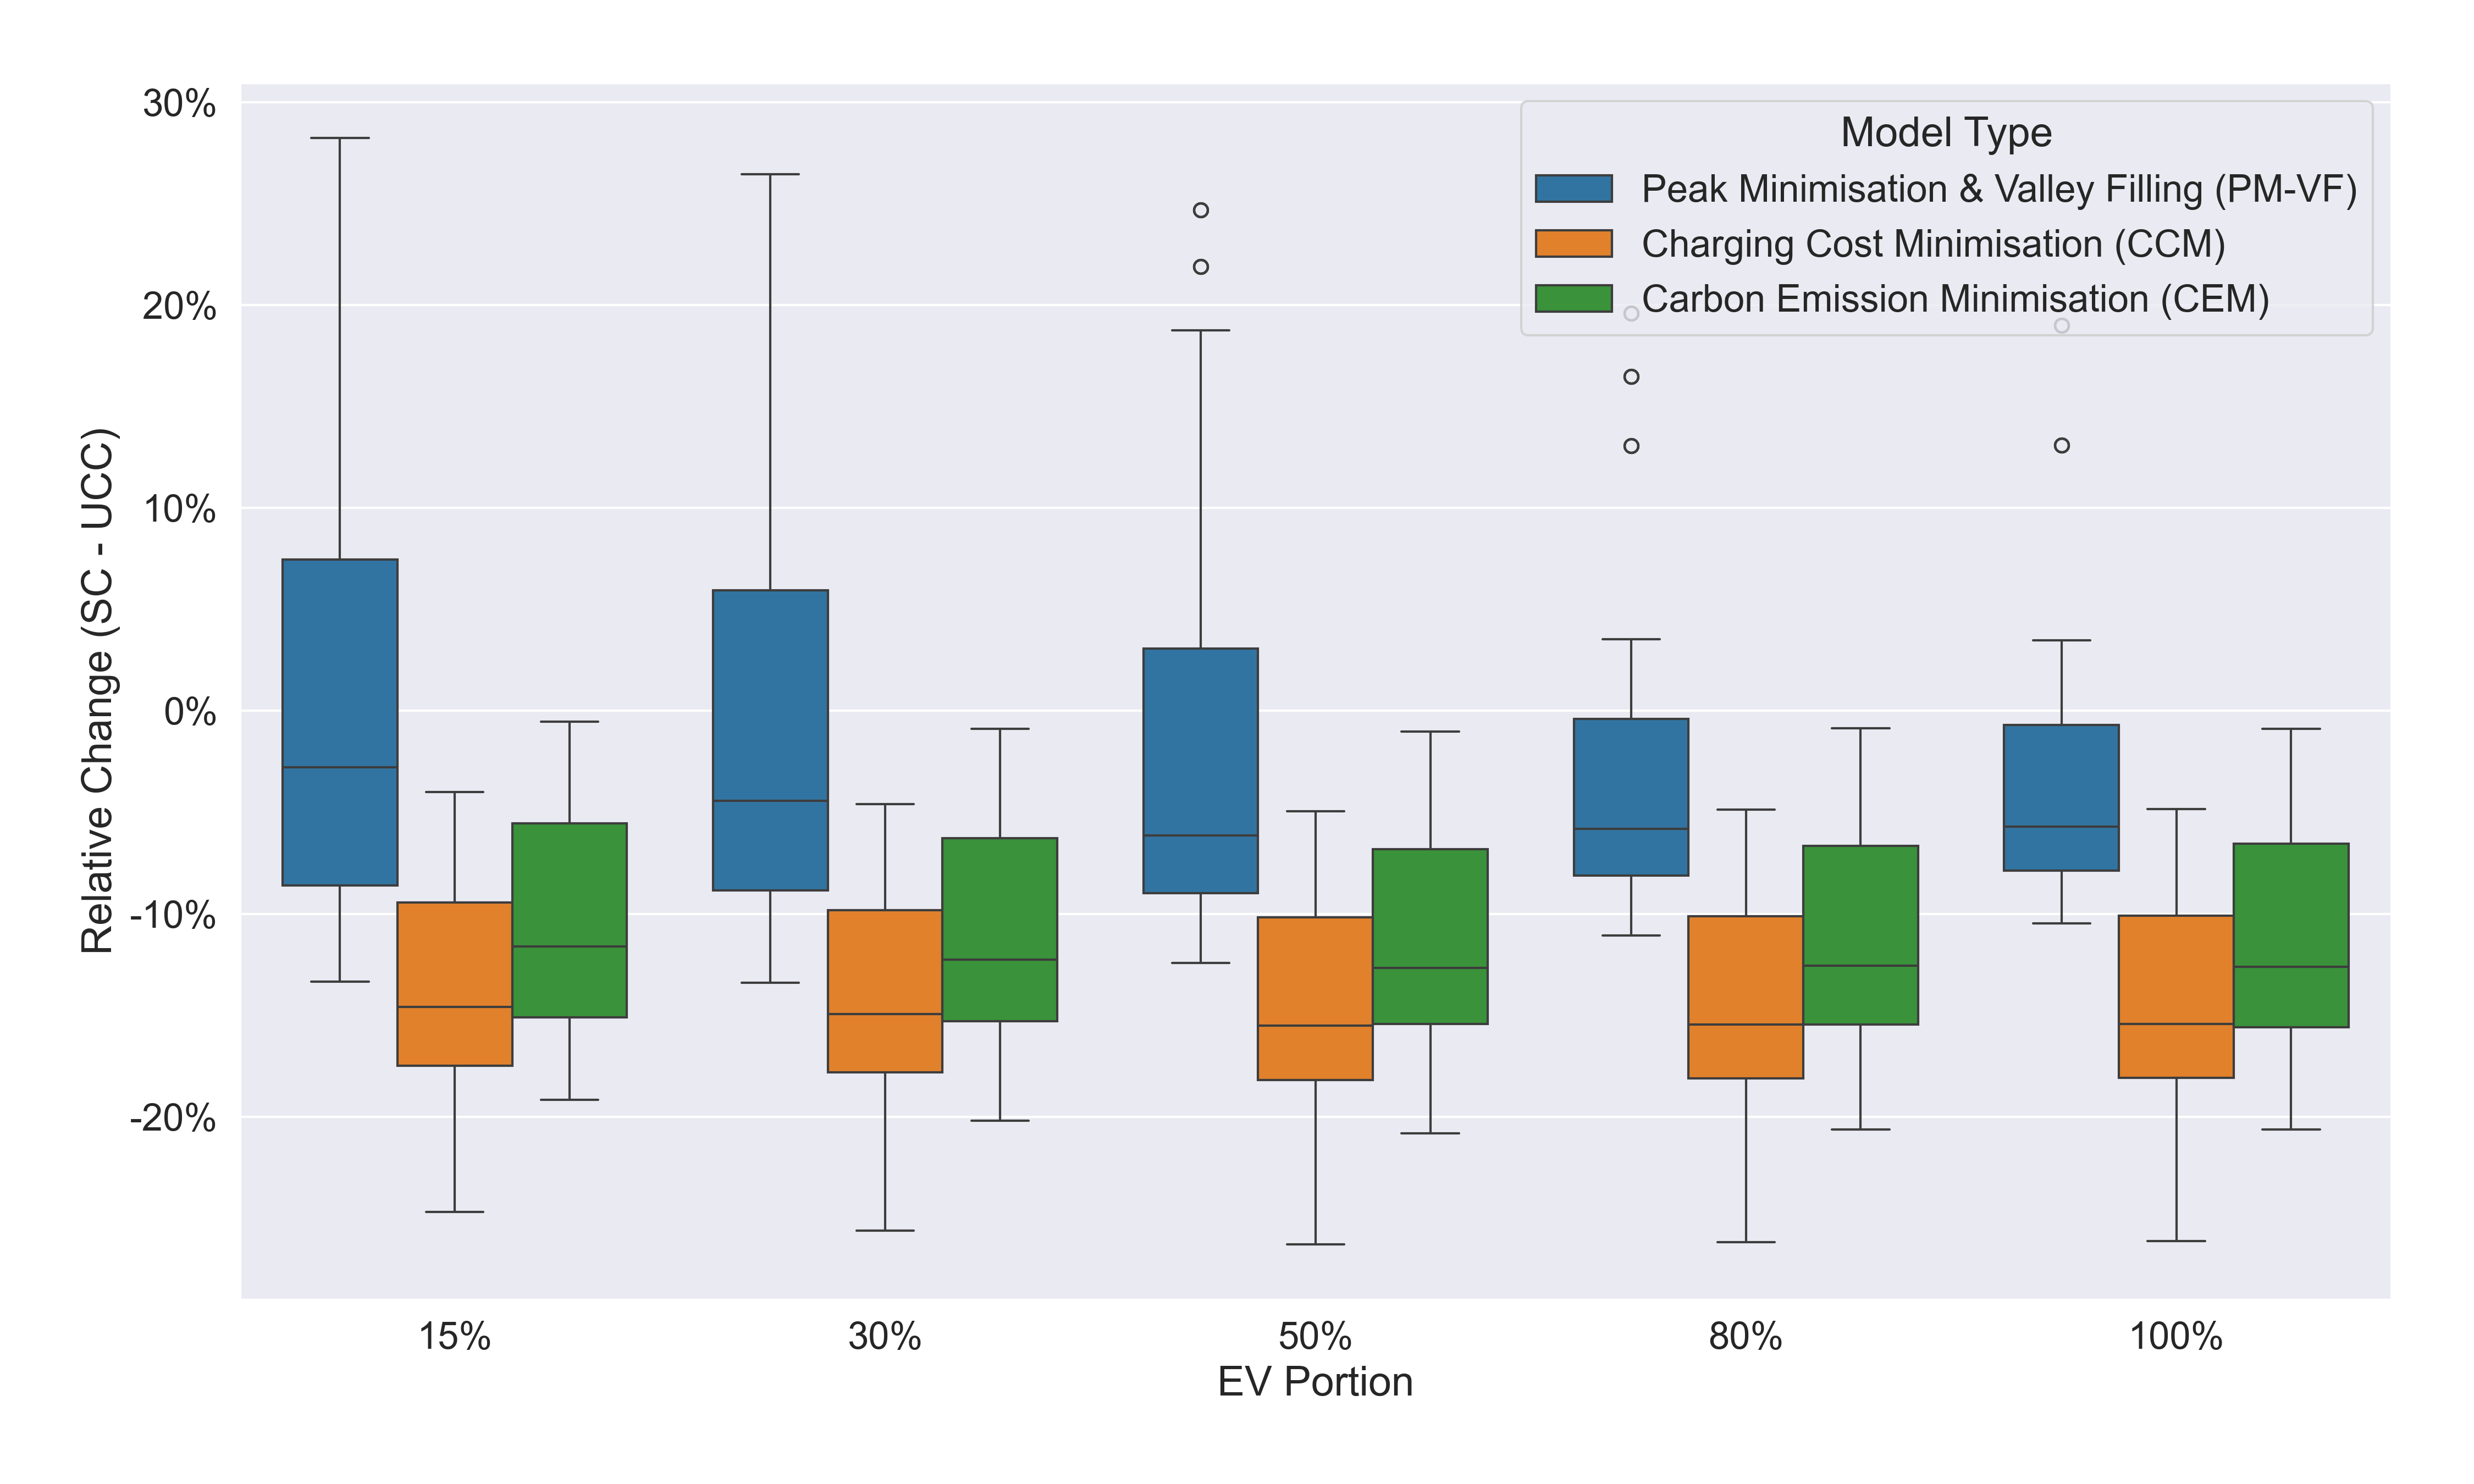 30%
20%
10%
0%
-10%
-20%
Relative Change (SC - UCC)
Model Type
Peak Minimisation & Valley Filling (PM-VF)
Charging Cost Minimisation (CCM)
Carbon Emission Minimisation (CEM)
15%
30%
50%
80%
100%
EV Portion